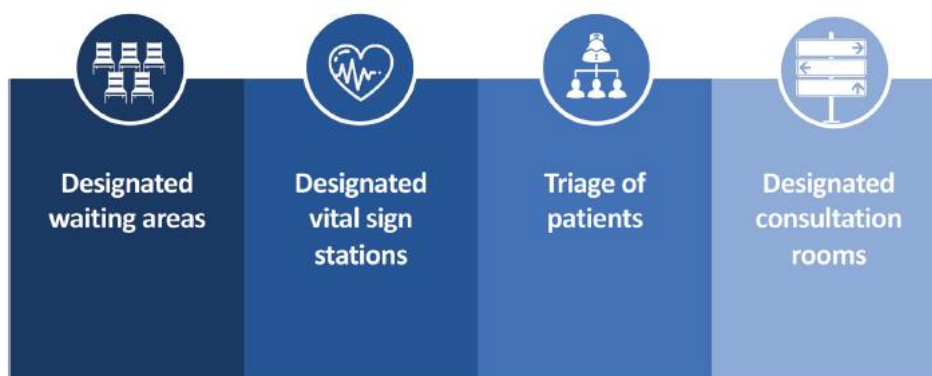 Designated
waiting areas
Designated
vital sign
stations
Triage of
patients
Designated
consultation
rooms